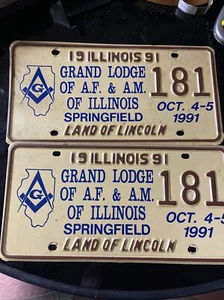 19 ILLINOIS 91
GRAND LODGE
OF A.F. & A.M.
OF ILLINOIS
SPRINGFIELD
G
181
OCT. 4-5
1991
LAND OF LINCOLN
19 ILLINOIS 91
GRAND LODGE
OF A.F. & A.M.
OF ILLINOIS
SPRINGFIELD
G
181
OCT. 4-5
1991
LAND OF LINCOLN